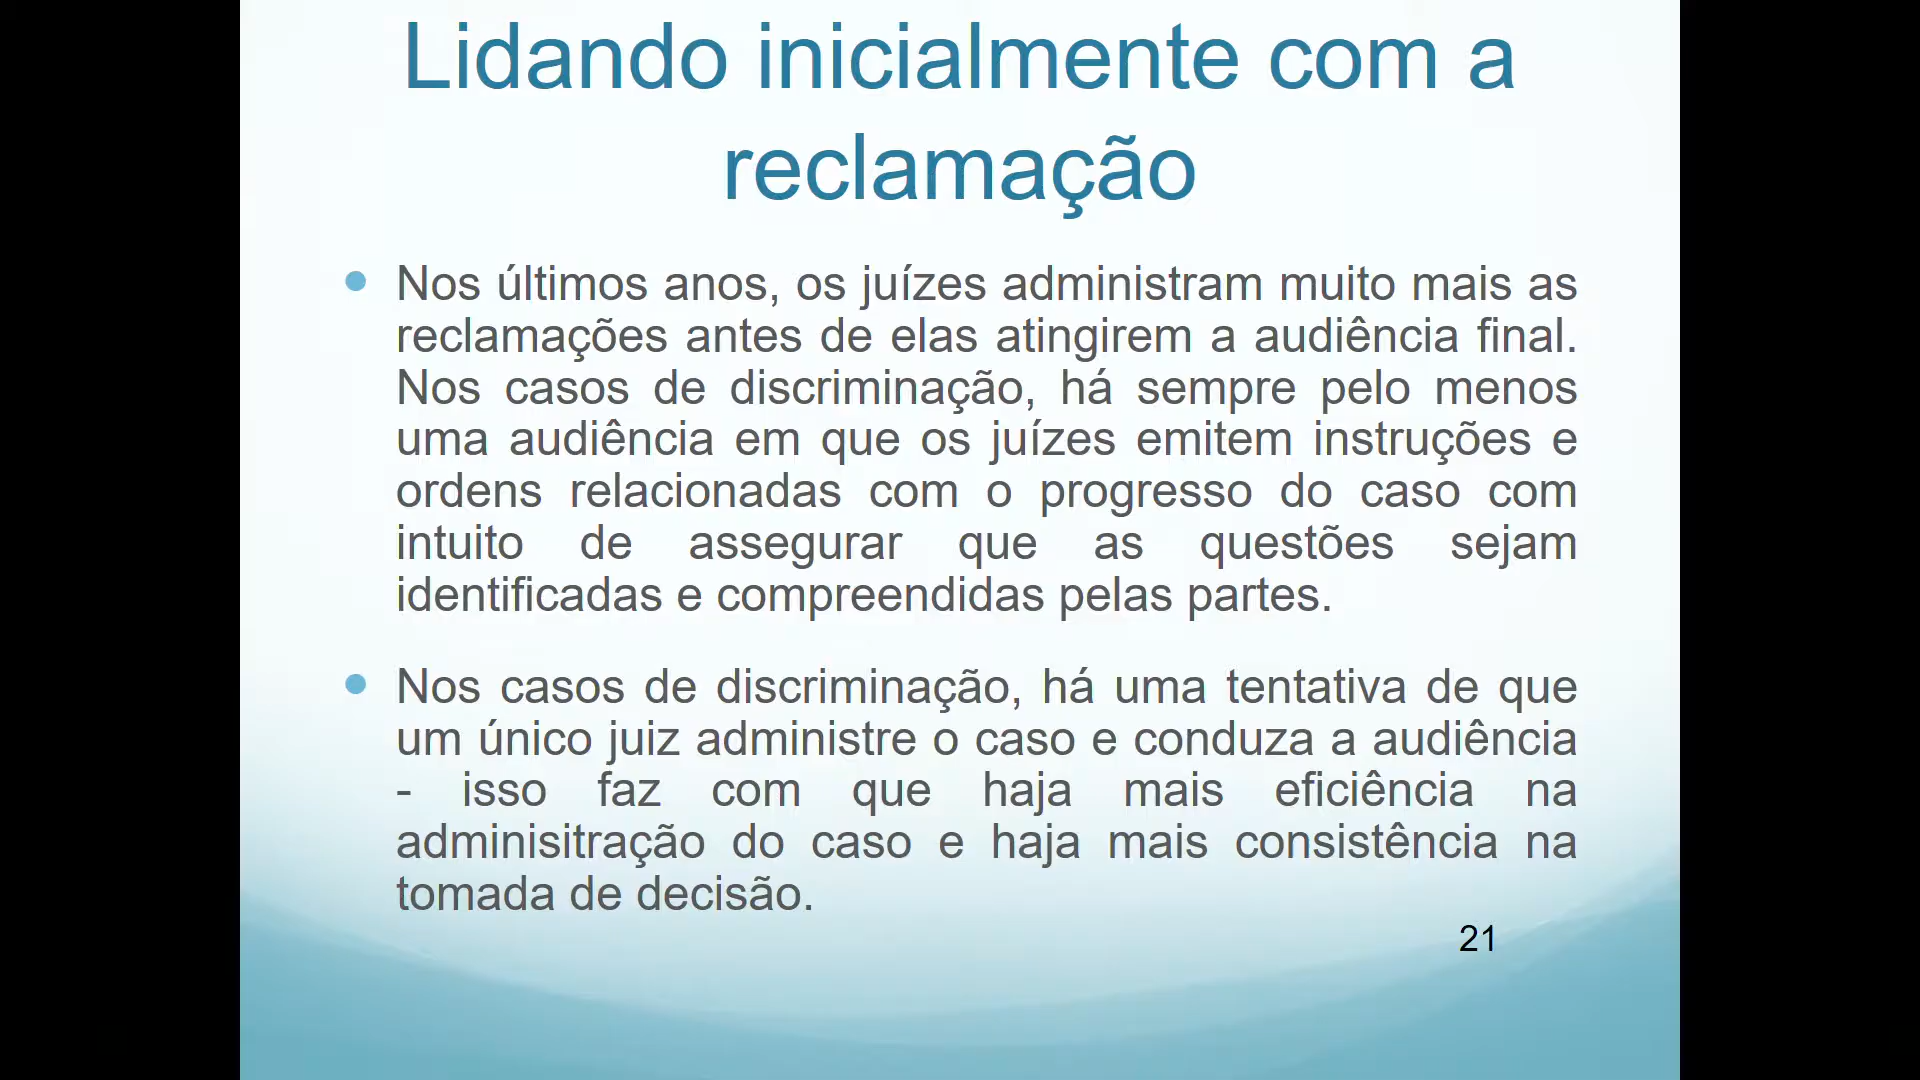 Lidando inicialmente com a
reclamação
Nos últimos anos, os juízes administram muito mais as
reclamações antes de elas atingirem a audiência final.
Nos casos de discriminação, há sempre pelo menos
uma audiência em que os juízes emitem instruções e
ordens relacionadas com o progresso do caso com
intuito de assegurar que as questões sejam
identificadas e compreendidas pelas partes.
Nos casos de discriminação, há uma tentativa de que
um único juiz administre o caso e conduza a audiência
- isso faz com que haja mais eficiência na
adminisitração do caso e haja mais consistência na
tomada de decisão.
21